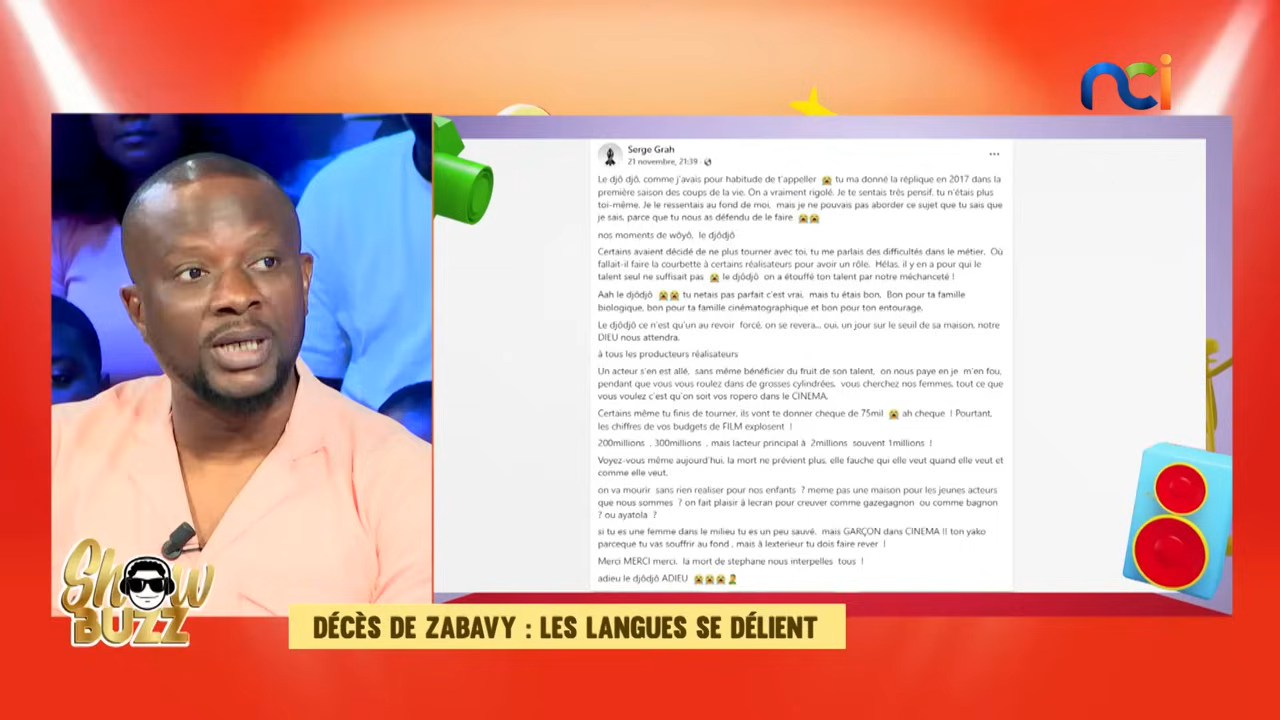 nci
Serge Grah
21 novembre, 21:39
Le djô djô, comme j'avais pour habitude de t'appeller 😭 tu ma donné la réplique en 2017 dans la
première saison des coups de la vie. On a vraiment rigolé. Je te sentais très pensif, tu n'étais plus
toi-même. Je le ressentais au fond de moi, mais je ne pouvais pas aborder ce sujet que tu sais que
je sais, parce que tu nous as défendu de le faire 😭😭
nos moments de wôyô, le djôdjô
Certains avaient décidé de ne plus tourner avec toi, tu me parlais des difficultés dans le métier, Où
fallait-il faire la courbette à certains réalisateurs pour avoir un rôle. Hélas, il y en a pour qui le
talent seul ne suffisait pas 😭 le djôdjô on a étouffé ton talent par notre méchanceté !
Aah le djôdjô 😭😭 tu netais pas parfait c'est vrai, mais tu étais bon, Bon pour ta famille
biologique, bon pour ta famille cinématographique et bon pour ton entourage.
Le djôdjô ce n'est qu'un au revoir forcé, on se revera... oui, un jour sur le seuil de sa maison, notre
DIEU nous attendra.
à tous les producteurs réalisateurs
Un acteur s'en est allé, sans même bénéficier du fruit de son talent, on nous paye en je m'en fou,
pendant que vous vous roulez dans de grosses cylindrées, vous cherchez nos femmes, tout ce que
vous voulez c'est qu'on soit vos ropero dans le CINEMA,
Certains même tu finis de tourner, ils vont te donner cheque de 75mil 😭 ah cheque ! Pourtant,
les chiffres de vos budgets de FILM explosent !
200millions , 300millions , mais lacteur principal à 2millions souvent 1millions !
Voyez-vous même aujourd'hui, la mort ne prévient plus, elle fauche qui elle veut quand elle veut et
comme elle veut.
on va mourir sans rien realiser pour nos enfants ? meme pas une maison pour les jeunes acteurs
que nous sommes ? on fait plaisir à lecran pour creuver comme gazegagnon ou comme bagnon
? ou ayatola ?
si tu es une femme dans le milieu tu es un peu sauvé, mais GARÇON dans CINEMA !! ton yako
parceque tu vas souffrir au fond , mais à lexterieur tu dois faire rever !
Merci MERCI merci, la mort de stephane nous interpelles tous !
adieu le djôdjô ADIEU 😭😭😭🤦
Show
BUZZ
DÉCÈS DE ZABAVY : LES LANGUES SE DÉLIENT